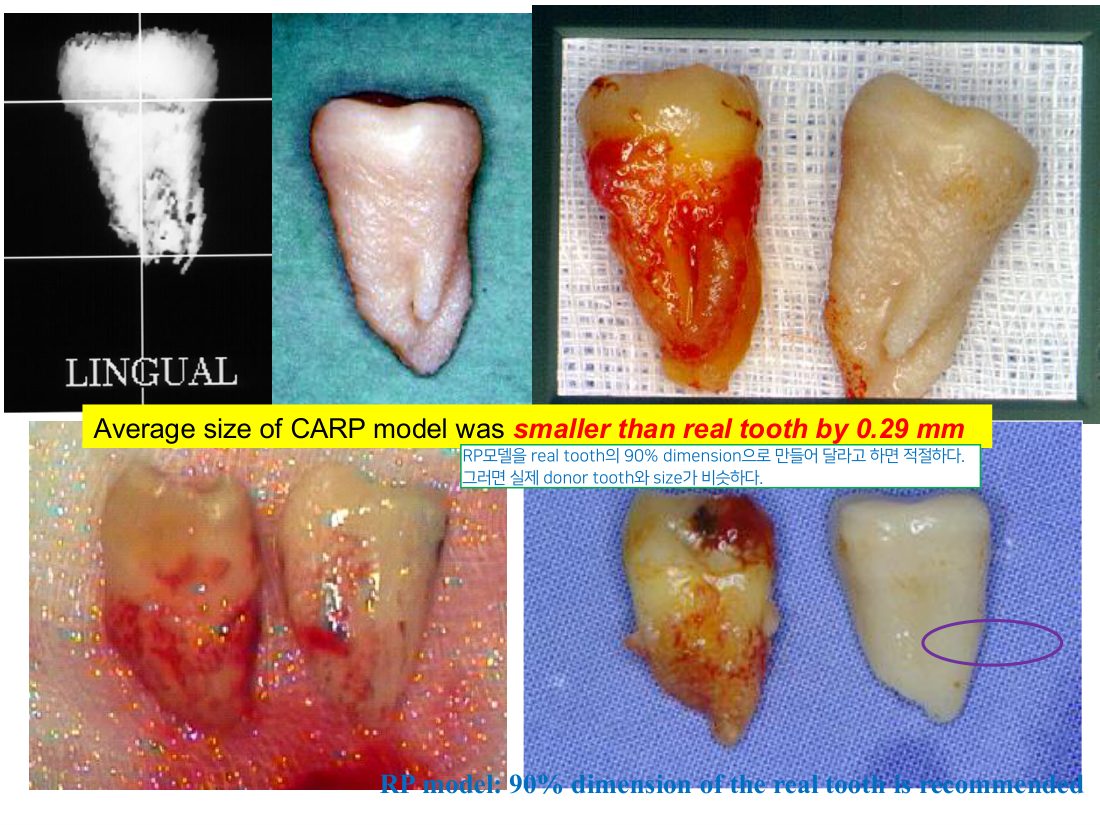 LINGUAL
Average size of CARP model was smaller than real tooth by 0.29 mm
RP모델을 real tooth의 90% dimension으로 만들어 달라고 하면 적절하다.
그러면 실제 donor tooth와 size가 비슷하다.
RP model: 90% dimension of the real tooth is recommended